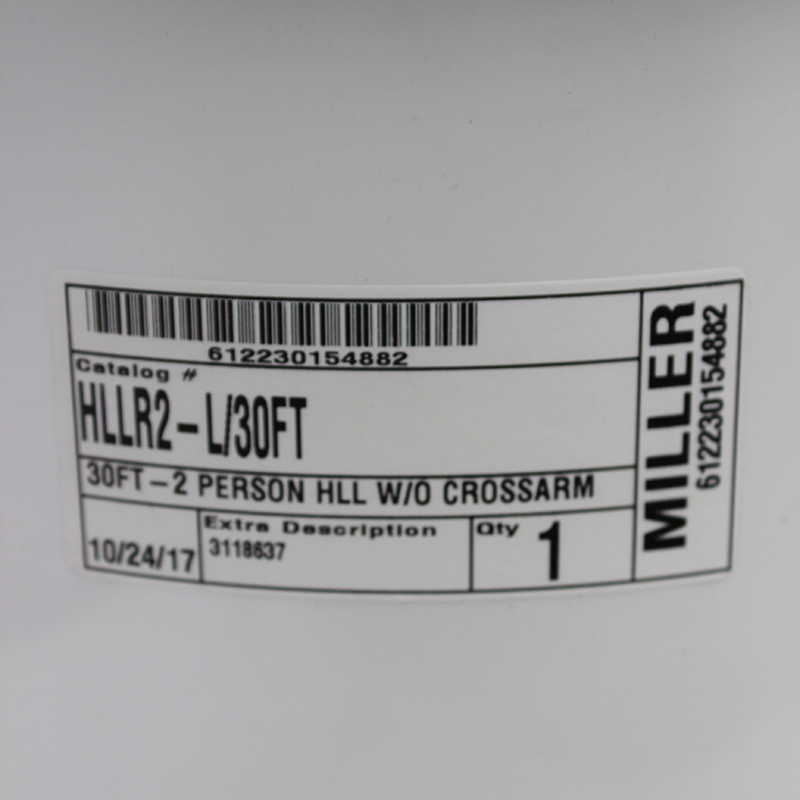 612230154882
Catalog #
HLLR2-L/30FT
30FT-2 PERSON HLL W/O CROSSARM
10/24/17
Extra Description
3118637
Qty
1
MILLER
612230154882